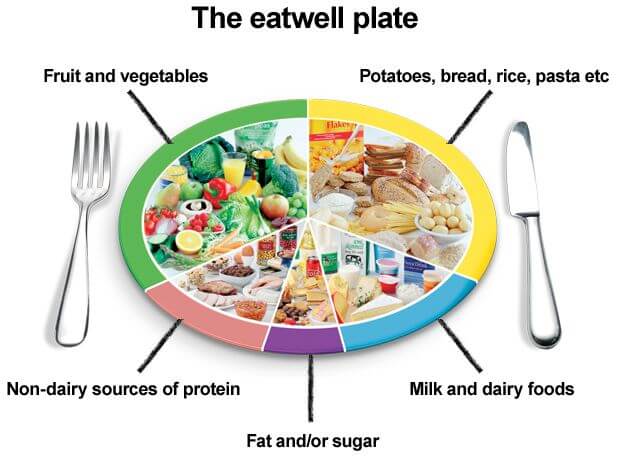 The eatwell plate
Fruit and vegetables
Potatoes, bread, rice, pasta etc
Flakes
Non-dairy sources of protein
Milk and dairy foods
Fat and/or sugar